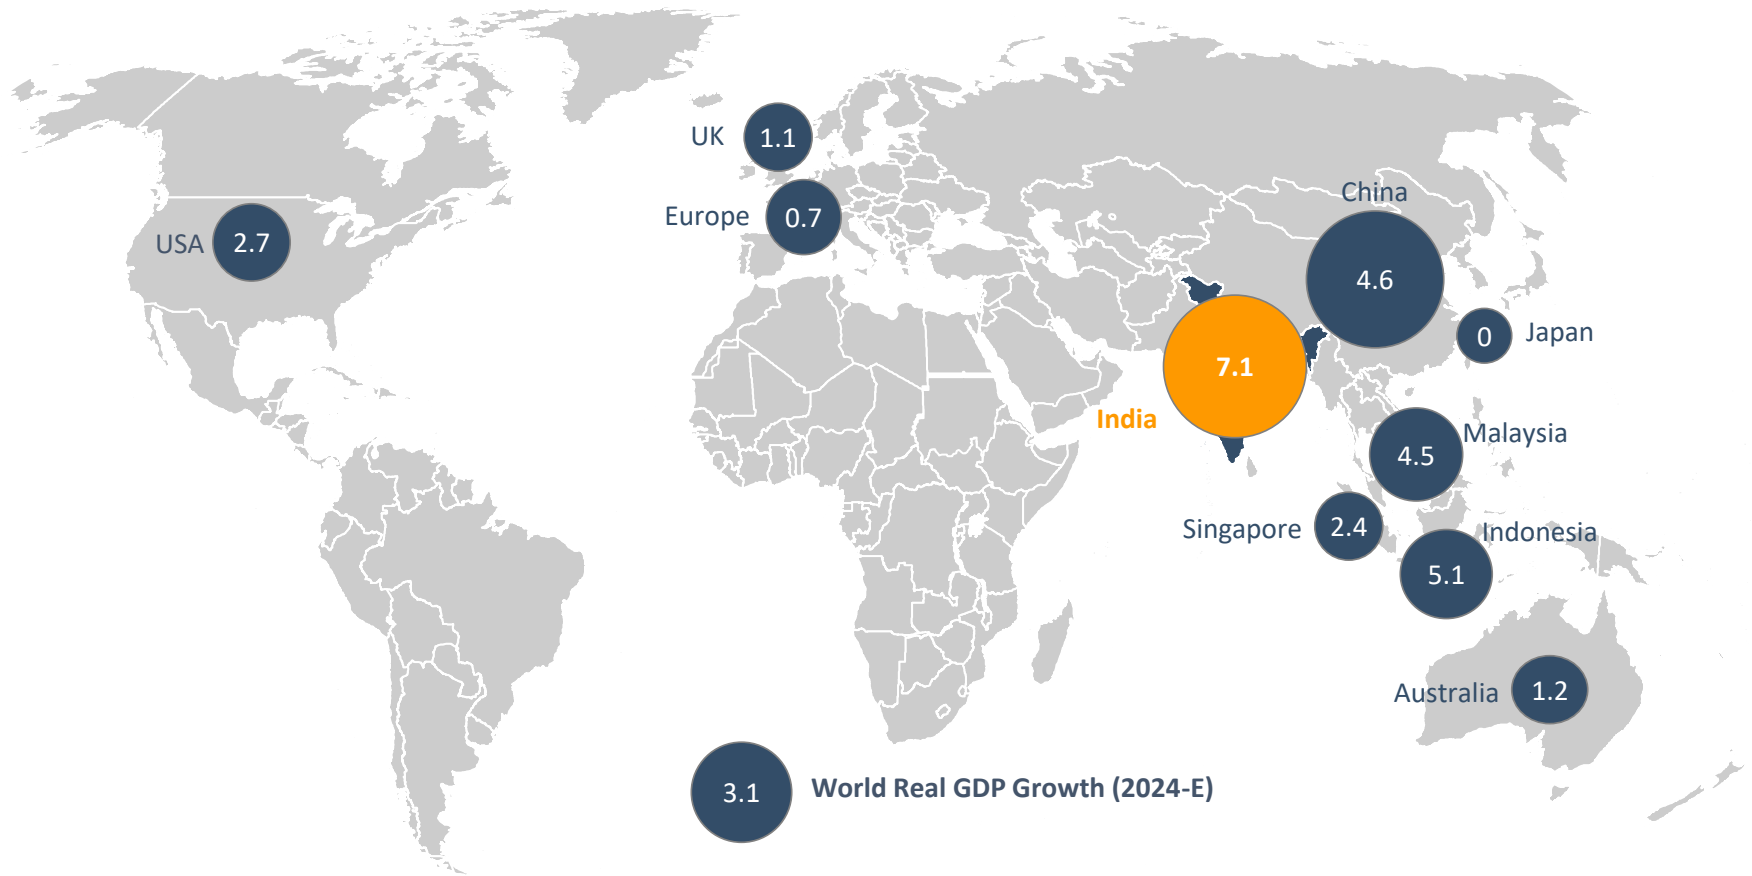 UK 1.1
Europe 0.7
USA 2.7
China
4.6
0 Japan
7.1
India
Malaysia
4.5
Singapore 2.4
Indonesia
5.1
Australia 1.2
3.1 World Real GDP Growth (2024-E)